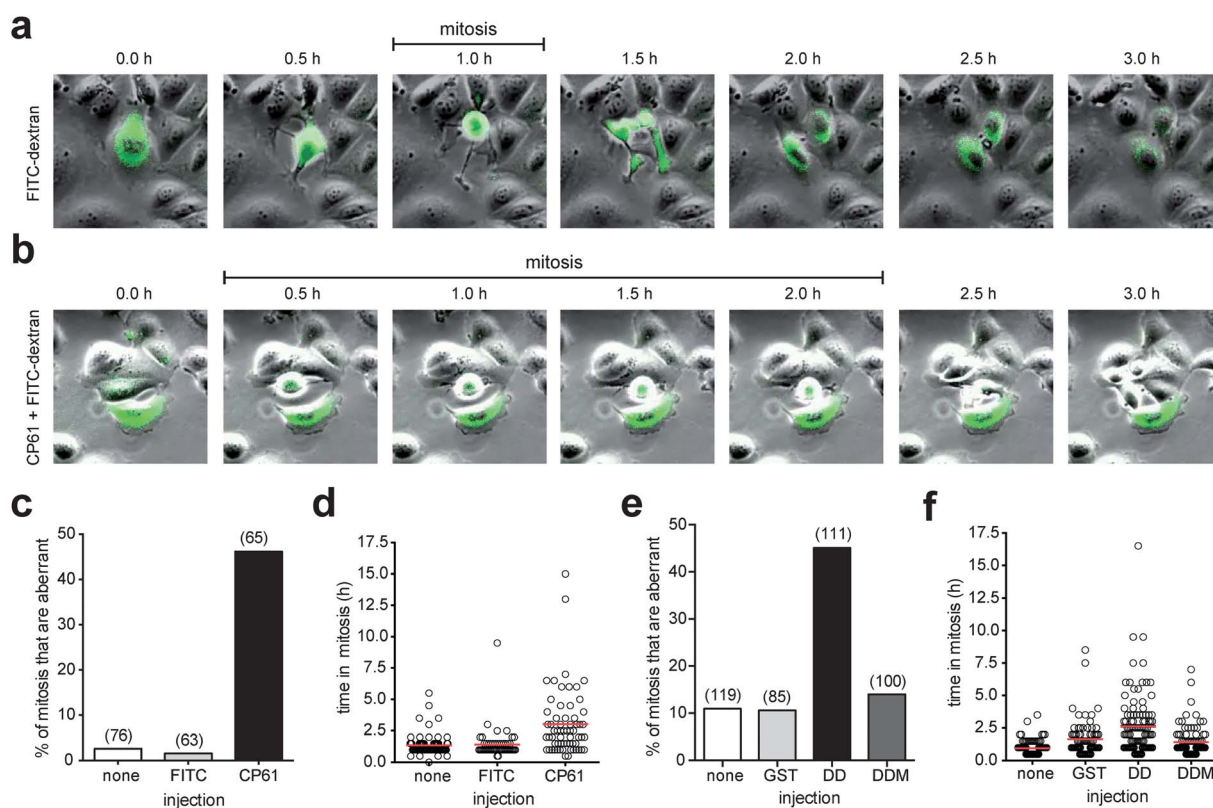 a
mitosis
0.0 h 0.5 h 1.0 h 1.5 h 2.0 h 2.5 h 3.0 h
FITC-dextran
b
mitosis
0.0 h 0.5 h 1.0 h 1.5 h 2.0 h 2.5 h 3.0 h
CP61 + FITC-dextran
c
% of mitosis that are aberrant
50
40
30
20
10
0
(76) (63) (65)
none FITC CP61
injection
d
time in mitosis (h)
17.5
15.0
12.5
10.0
7.5
5.0
2.5
0.0
none FITC CP61
injection
e
% of mitosis that are aberrant
50
40
30
20
10
0
(119) (85) (111) (100)
none GST DD DDM
injection
f
time in mitosis (h)
17.5
15.0
12.5
10.0
7.5
5.0
2.5
0.0
none GST DD DDM
injection